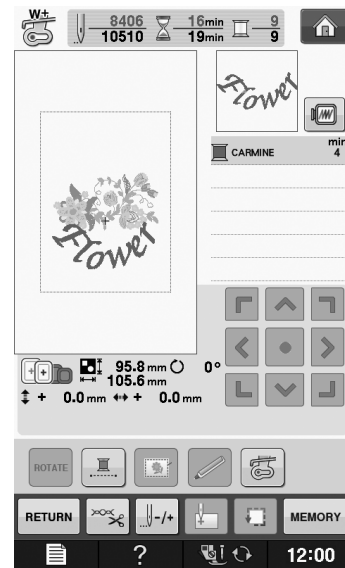 W+
8406 16min 9
10510 19min 9
Flower
min
CARMINE 4
Flower
95.8 mm 0°
105.6 mm
+ 0.0 mm + 0.0 mm
ROTATE
RETURN -/+ MEMORY
? 12:00